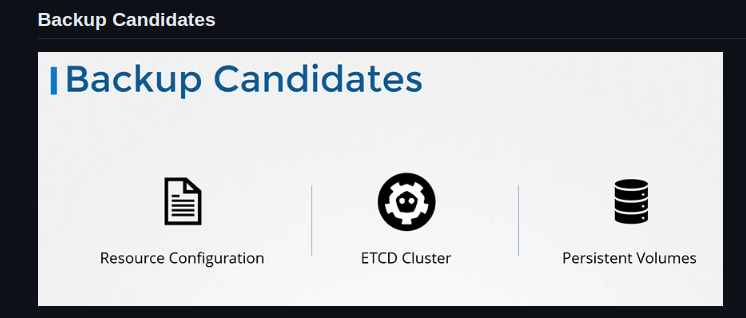 Backup Candidates
Backup Candidates
Resource Configuration
ETCD Cluster
Persistent Volumes